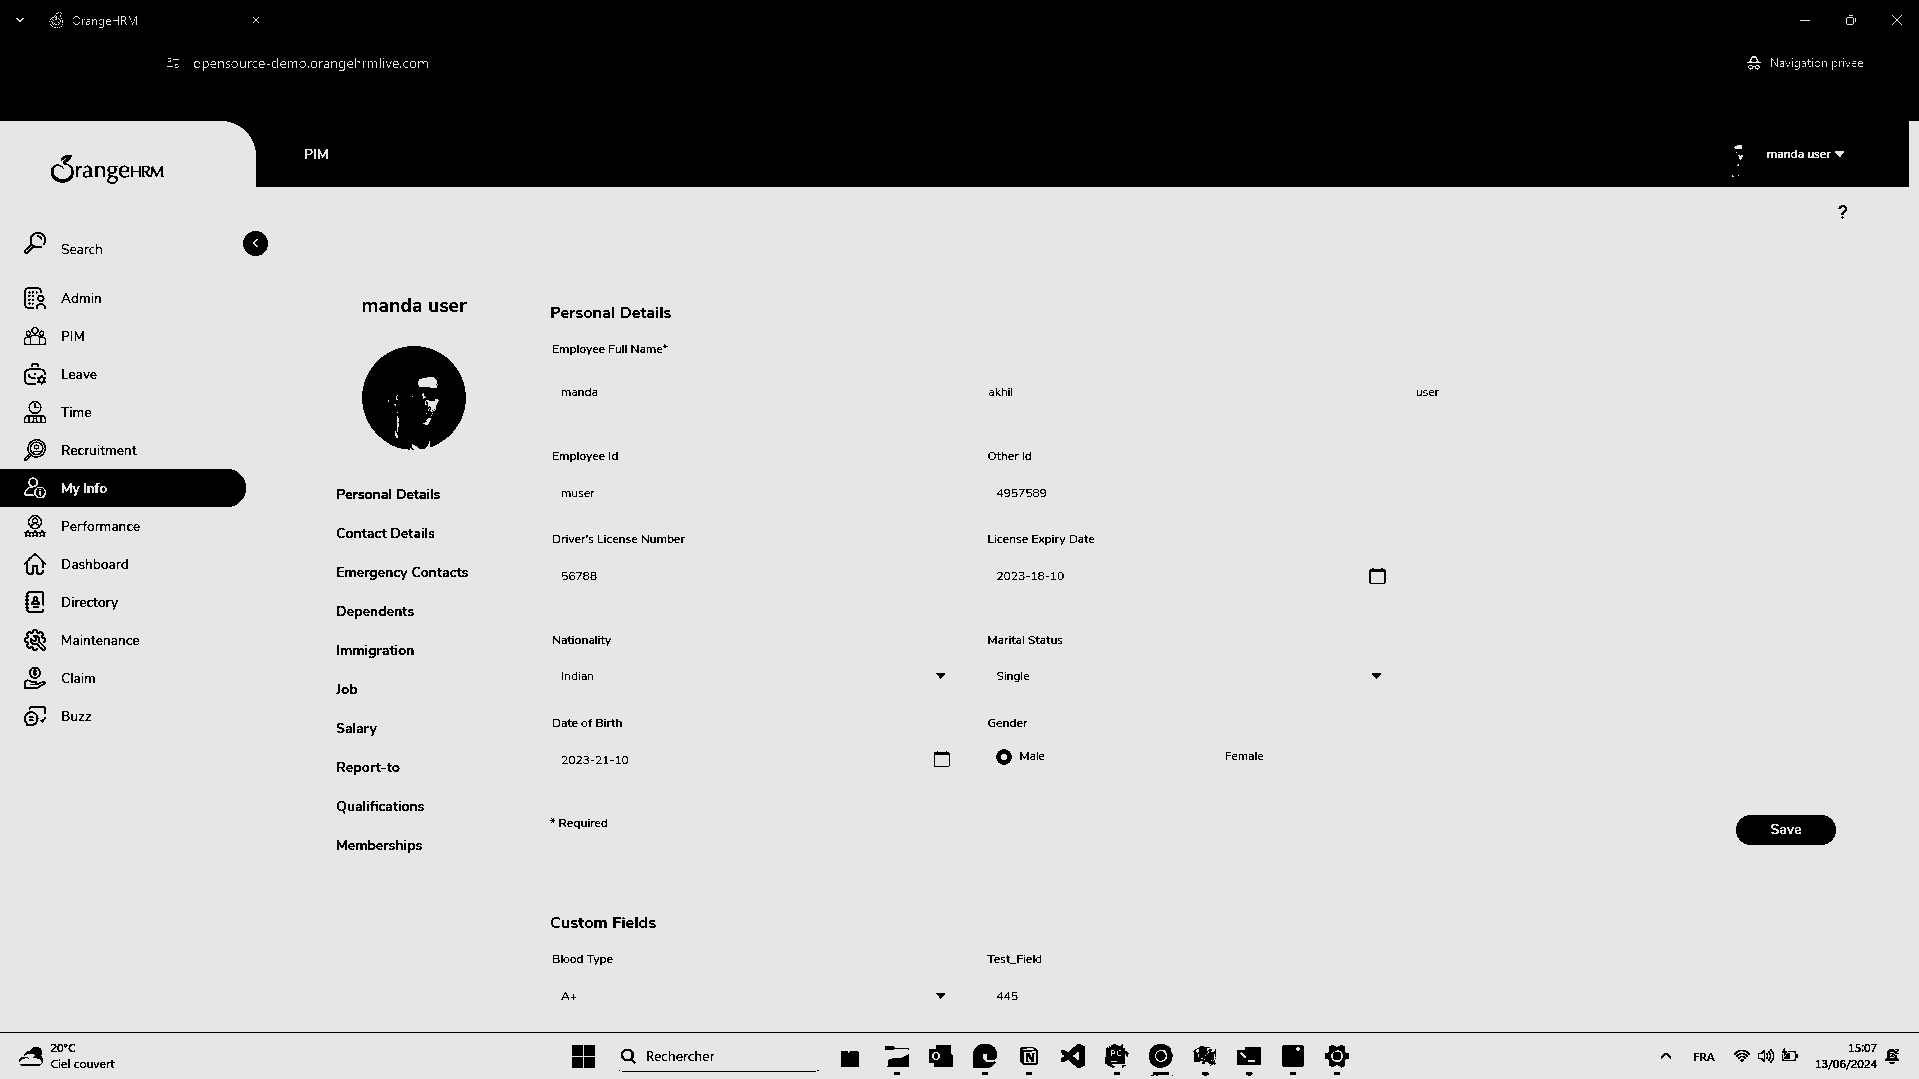 OrangeHRM
opensource-demo.orangehrmlive.com
Navigation privée
OrangeHRM
PIM
manda user
?
Search
Admin
PIM
Leave
Time
Recruitment
My Info
Performance
Dashboard
Directory
Maintenance
Claim
Buzz
manda user
Personal Details
Contact Details
Emergency Contacts
Dependents
Immigration
Job
Salary
Report-to
Qualifications
Memberships
Personal Details
Employee Full Name*
manda akhil user
Employee Id Other Id
muser 4957589
Driver's License Number License Expiry Date
56788 2023-18-10
Nationality Marital Status
Indian Single
Date of Birth Gender
2023-21-10 Male Female
* Required
Save
Custom Fields
Blood Type Test_Field
A+ 445
20°C
Ciel couvert
Rechercher
FRA
15:07
13/06/2024